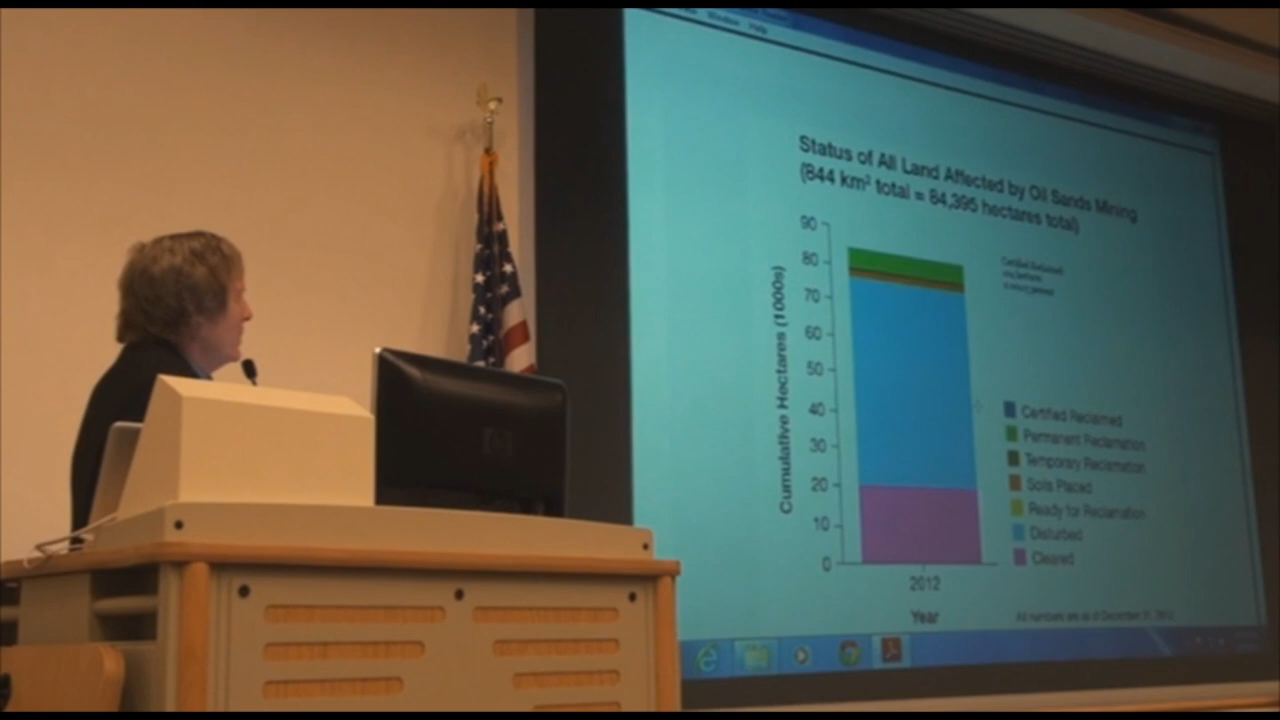 Window Help
Status of All Land Affected by Oil Sands Mining
(844 km² total = 84,395 hectares total)
90
80
70
60
50
40
30
20
10
0
Cumulative Hectares (1000s)
Certified Reclaimed
Permanent Reclamation
Temporary Reclamation
Soils Placed
Ready for Reclamation
Disturbed
Cleared
2012
Year
All numbers are as of December 31,